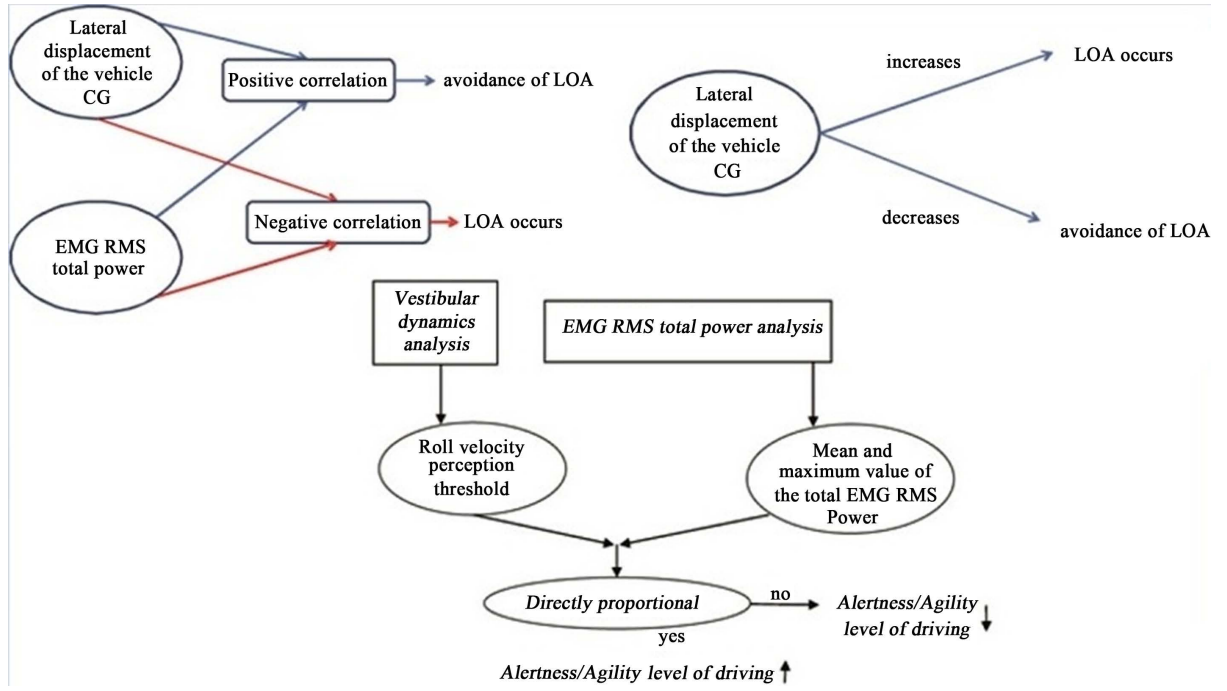 Lateral
displacement
of the vehicle
CG
Positive correlation
avoidance of LOA
EMG RMS
total power
Negative correlation
LOA occurs
Lateral
displacement
of the vehicle
CG
increases
LOA occurs
decreases
avoidance of LOA
Vestibular
dynamics
analysis
EMG RMS total power analysis
Roll velocity
perception
threshold
Mean and
maximum value of
the total EMG RMS
Power
Directly proportional
no
Alertness/Agility
level of driving
yes
Alertness/Agility level of driving